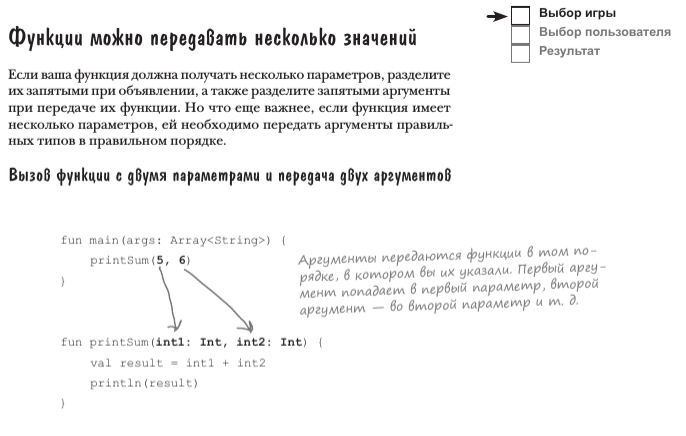 Выбор игры
Выбор пользователя
Результат
Функции можно передавать несколько значений
Если ваша функция должна получать несколько параметров, разделите
их запятыми при объявлении, а также разделите запятыми аргументы
при передаче их функции. Но что еще важнее, если функция имеет
несколько параметров, ей необходимо передать аргументы правиль-
ных типов в правильном порядке.
Вызов функции с двумя параметрами и передача двух аргументов
fun main(args: Array<String>) {
printSum(5, 6)
}
Аргументы передаются функции в том по-
рядке, в котором вы их указали. Первый аргу-
мент попадает в первый параметр, второй
аргумент — во второй параметр и т. д.
fun printSum(int1: Int, int2: Int) {
val result = int1 + int2
println(result)
}